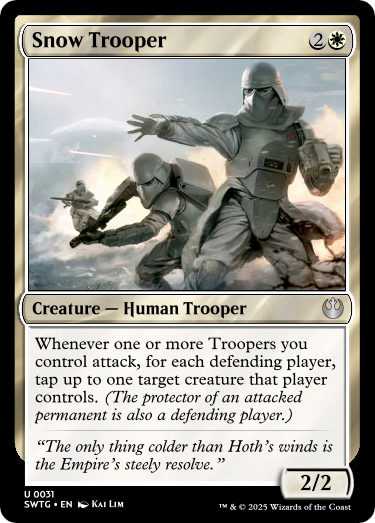 Snow Trooper 2
Creature — Human Trooper
Whenever one or more Troopers you
control attack, for each defending player,
tap up to one target creature that player
controls. (The protector of an attacked
permanent is also a defending player.)
“The only thing colder than Hoth’s winds is
the Empire’s steely resolve.”
2/2
U 0031
SWTG • EN Kai Lim
™ & © 2025 Wizards of the Coast